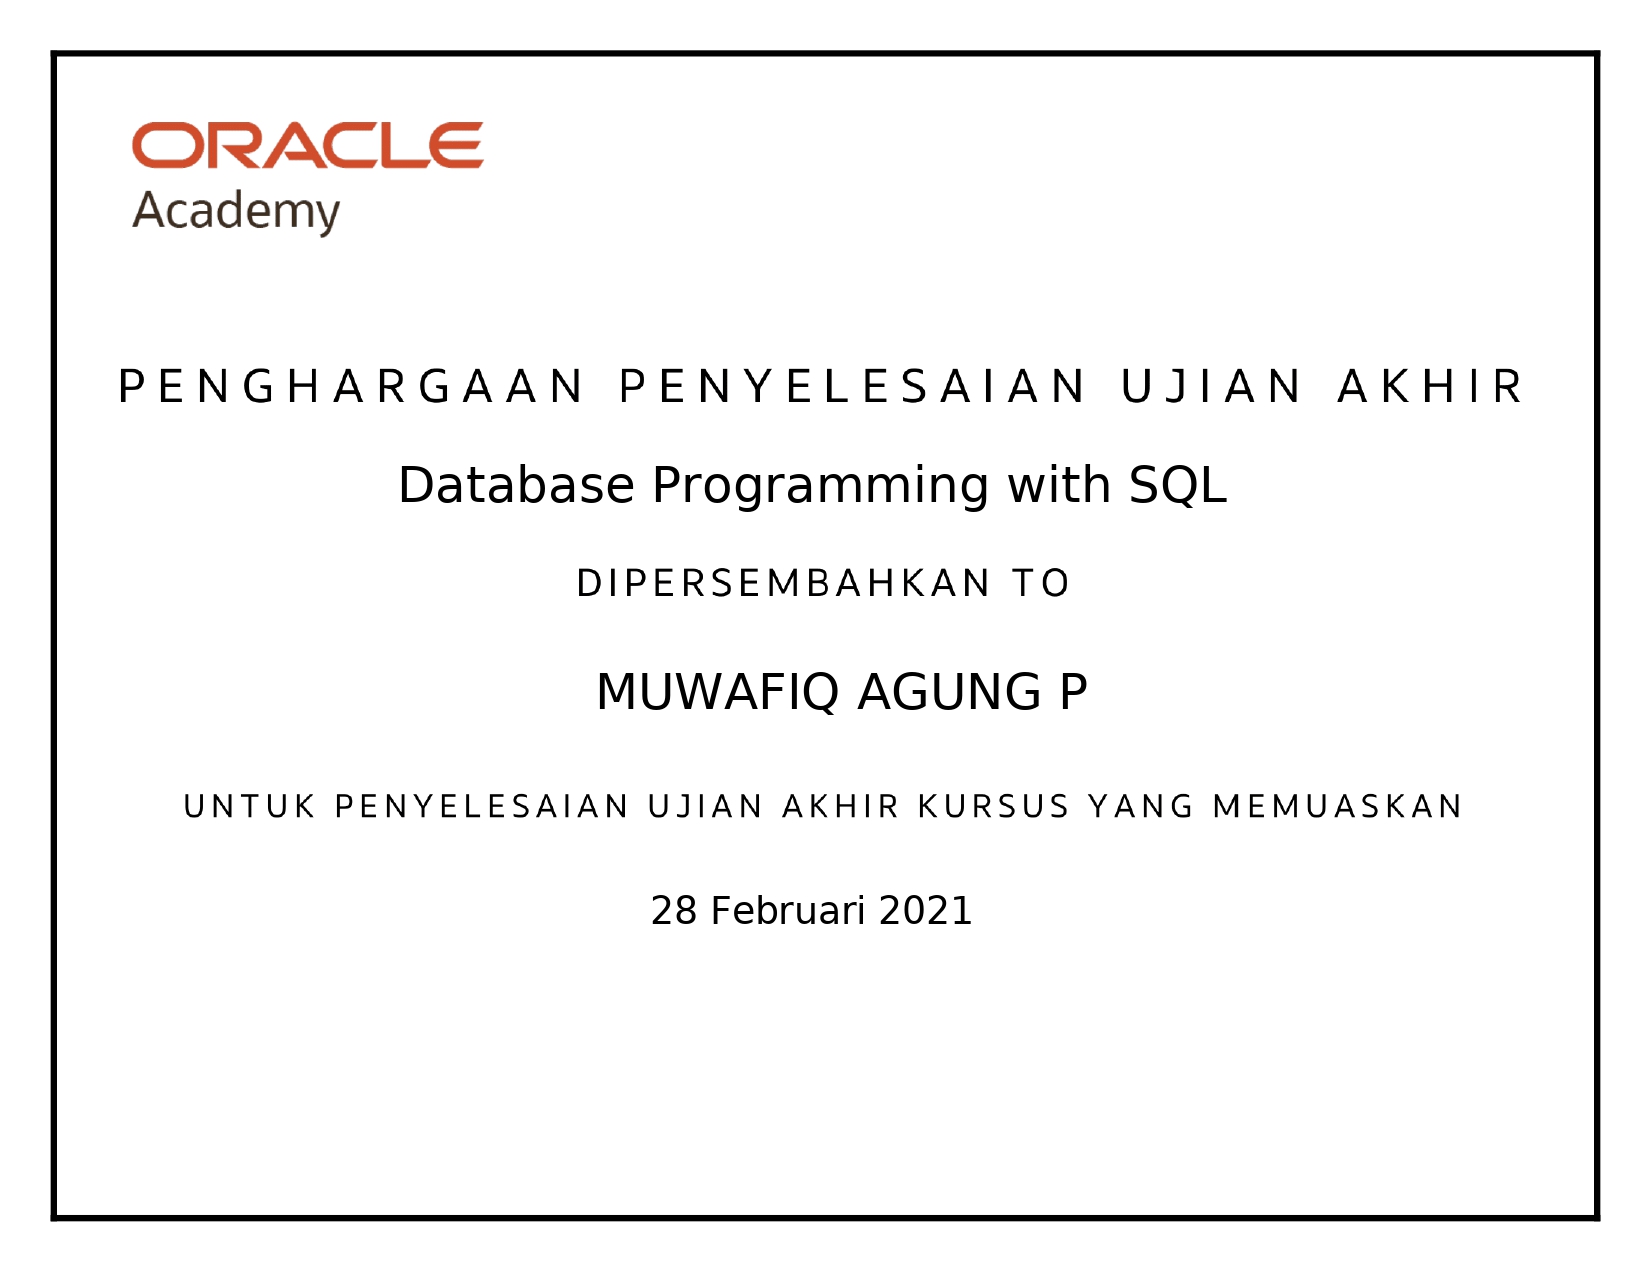 ORACLE
Academy
PENGHARGAAN PENYELESAIAN UJIAN AKHIR
Database Programming with SQL
DIPERSEMBAHKAN TO
MUWAFIQ AGUNG P
UNTUK PENYELESAIAN UJIAN AKHIR KURSUS YANG MEMUASKAN
28 Februari 2021